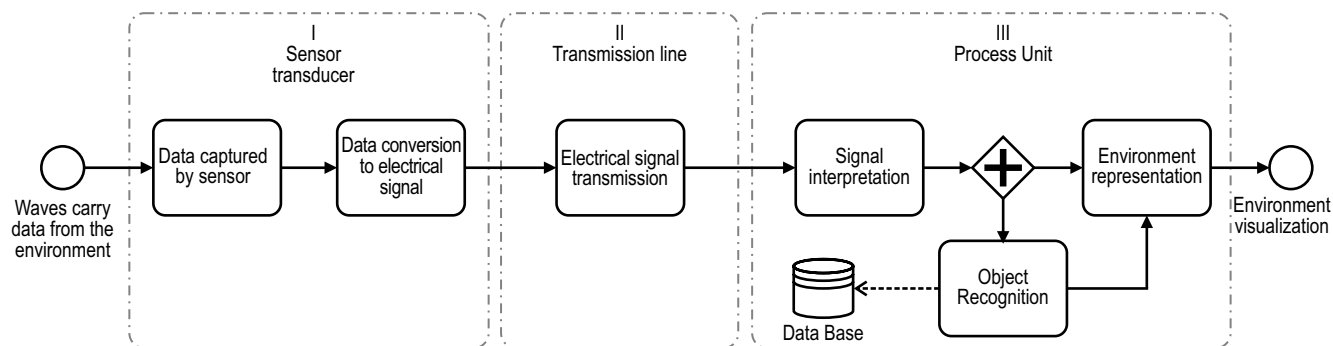 I
Sensor
transducer
II
Transmission line
III
Process Unit
Waves carry
data from the
environment
Data captured
by sensor
Data conversion
to electrical
signal
Electrical signal
transmission
Signal
interpretation
Environment
representation
Environment
visualization
Object
Recognition
Data Base